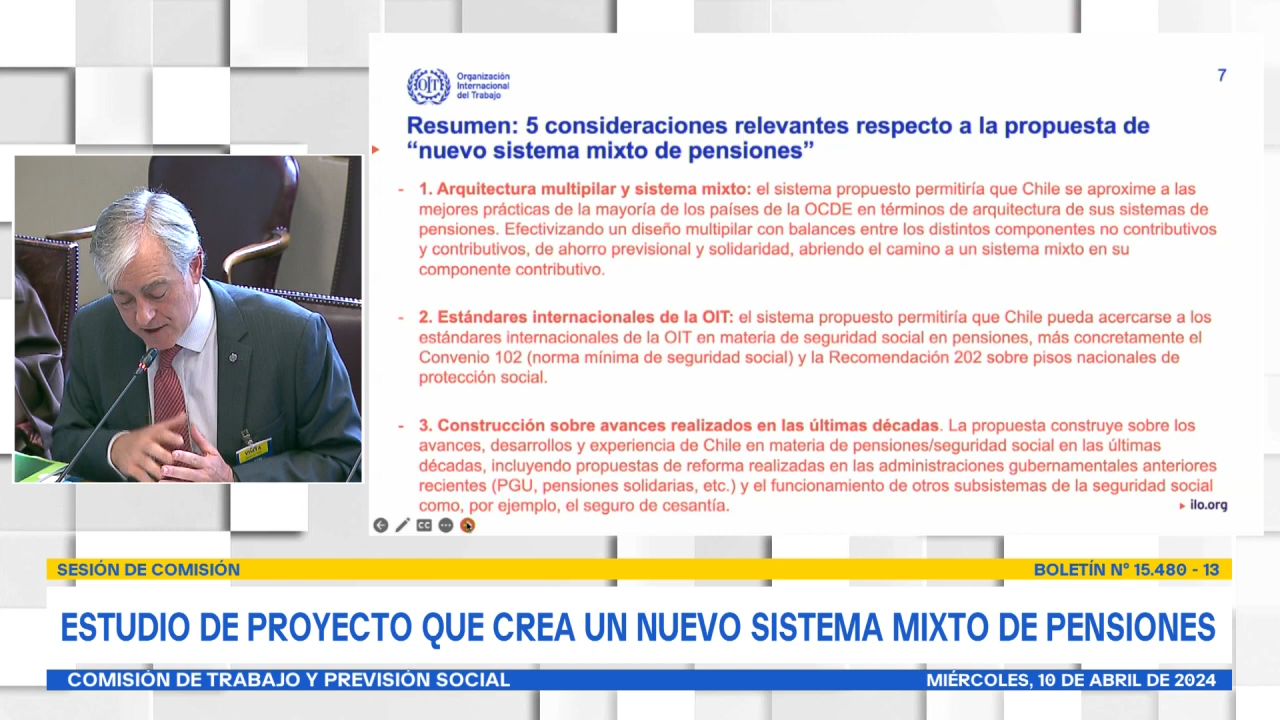 OIT
Organización
Internacional
del Trabajo
7
Resumen: 5 consideraciones relevantes respecto a la propuesta de
“nuevo sistema mixto de pensiones”
- 1. Arquitectura multipilar y sistema mixto: el sistema propuesto permitiría que Chile se aproxime a las
mejores prácticas de la mayoría de los países de la OCDE en términos de arquitectura de sus sistemas de
pensiones. Efectivizando un diseño multipilar con balances entre los distintos componentes no contributivos
y contributivos, de ahorro previsional y solidaridad, abriendo el camino a un sistema mixto en su
componente contributivo.
- 2. Estándares internacionales de la OIT: el sistema propuesto permitiría que Chile pueda acercarse a los
estándares internacionales de la OIT en materia de seguridad social en pensiones, más concretamente el
Convenio 102 (norma mínima de seguridad social) y la Recomendación 202 sobre pisos nacionales de
protección social.
- 3. Construcción sobre avances realizados en las últimas décadas. La propuesta construye sobre los
avances, desarrollos y experiencia de Chile en materia de pensiones/seguridad social en las últimas
décadas, incluyendo propuestas de reforma realizadas en las administraciones gubernamentales anteriores
recientes (PGU, pensiones solidarias, etc.) y el funcionamiento de otros subsistemas de la seguridad social
como, por ejemplo, el seguro de cesantía.
ilo.org
CC
VISITA
SESIÓN DE COMISIÓN
BOLETÍN N° 15.480 - 13
ESTUDIO DE PROYECTO QUE CREA UN NUEVO SISTEMA MIXTO DE PENSIONES
COMISIÓN DE TRABAJO Y PREVISIÓN SOCIAL
MIÉRCOLES, 10 DE ABRIL DE 2024